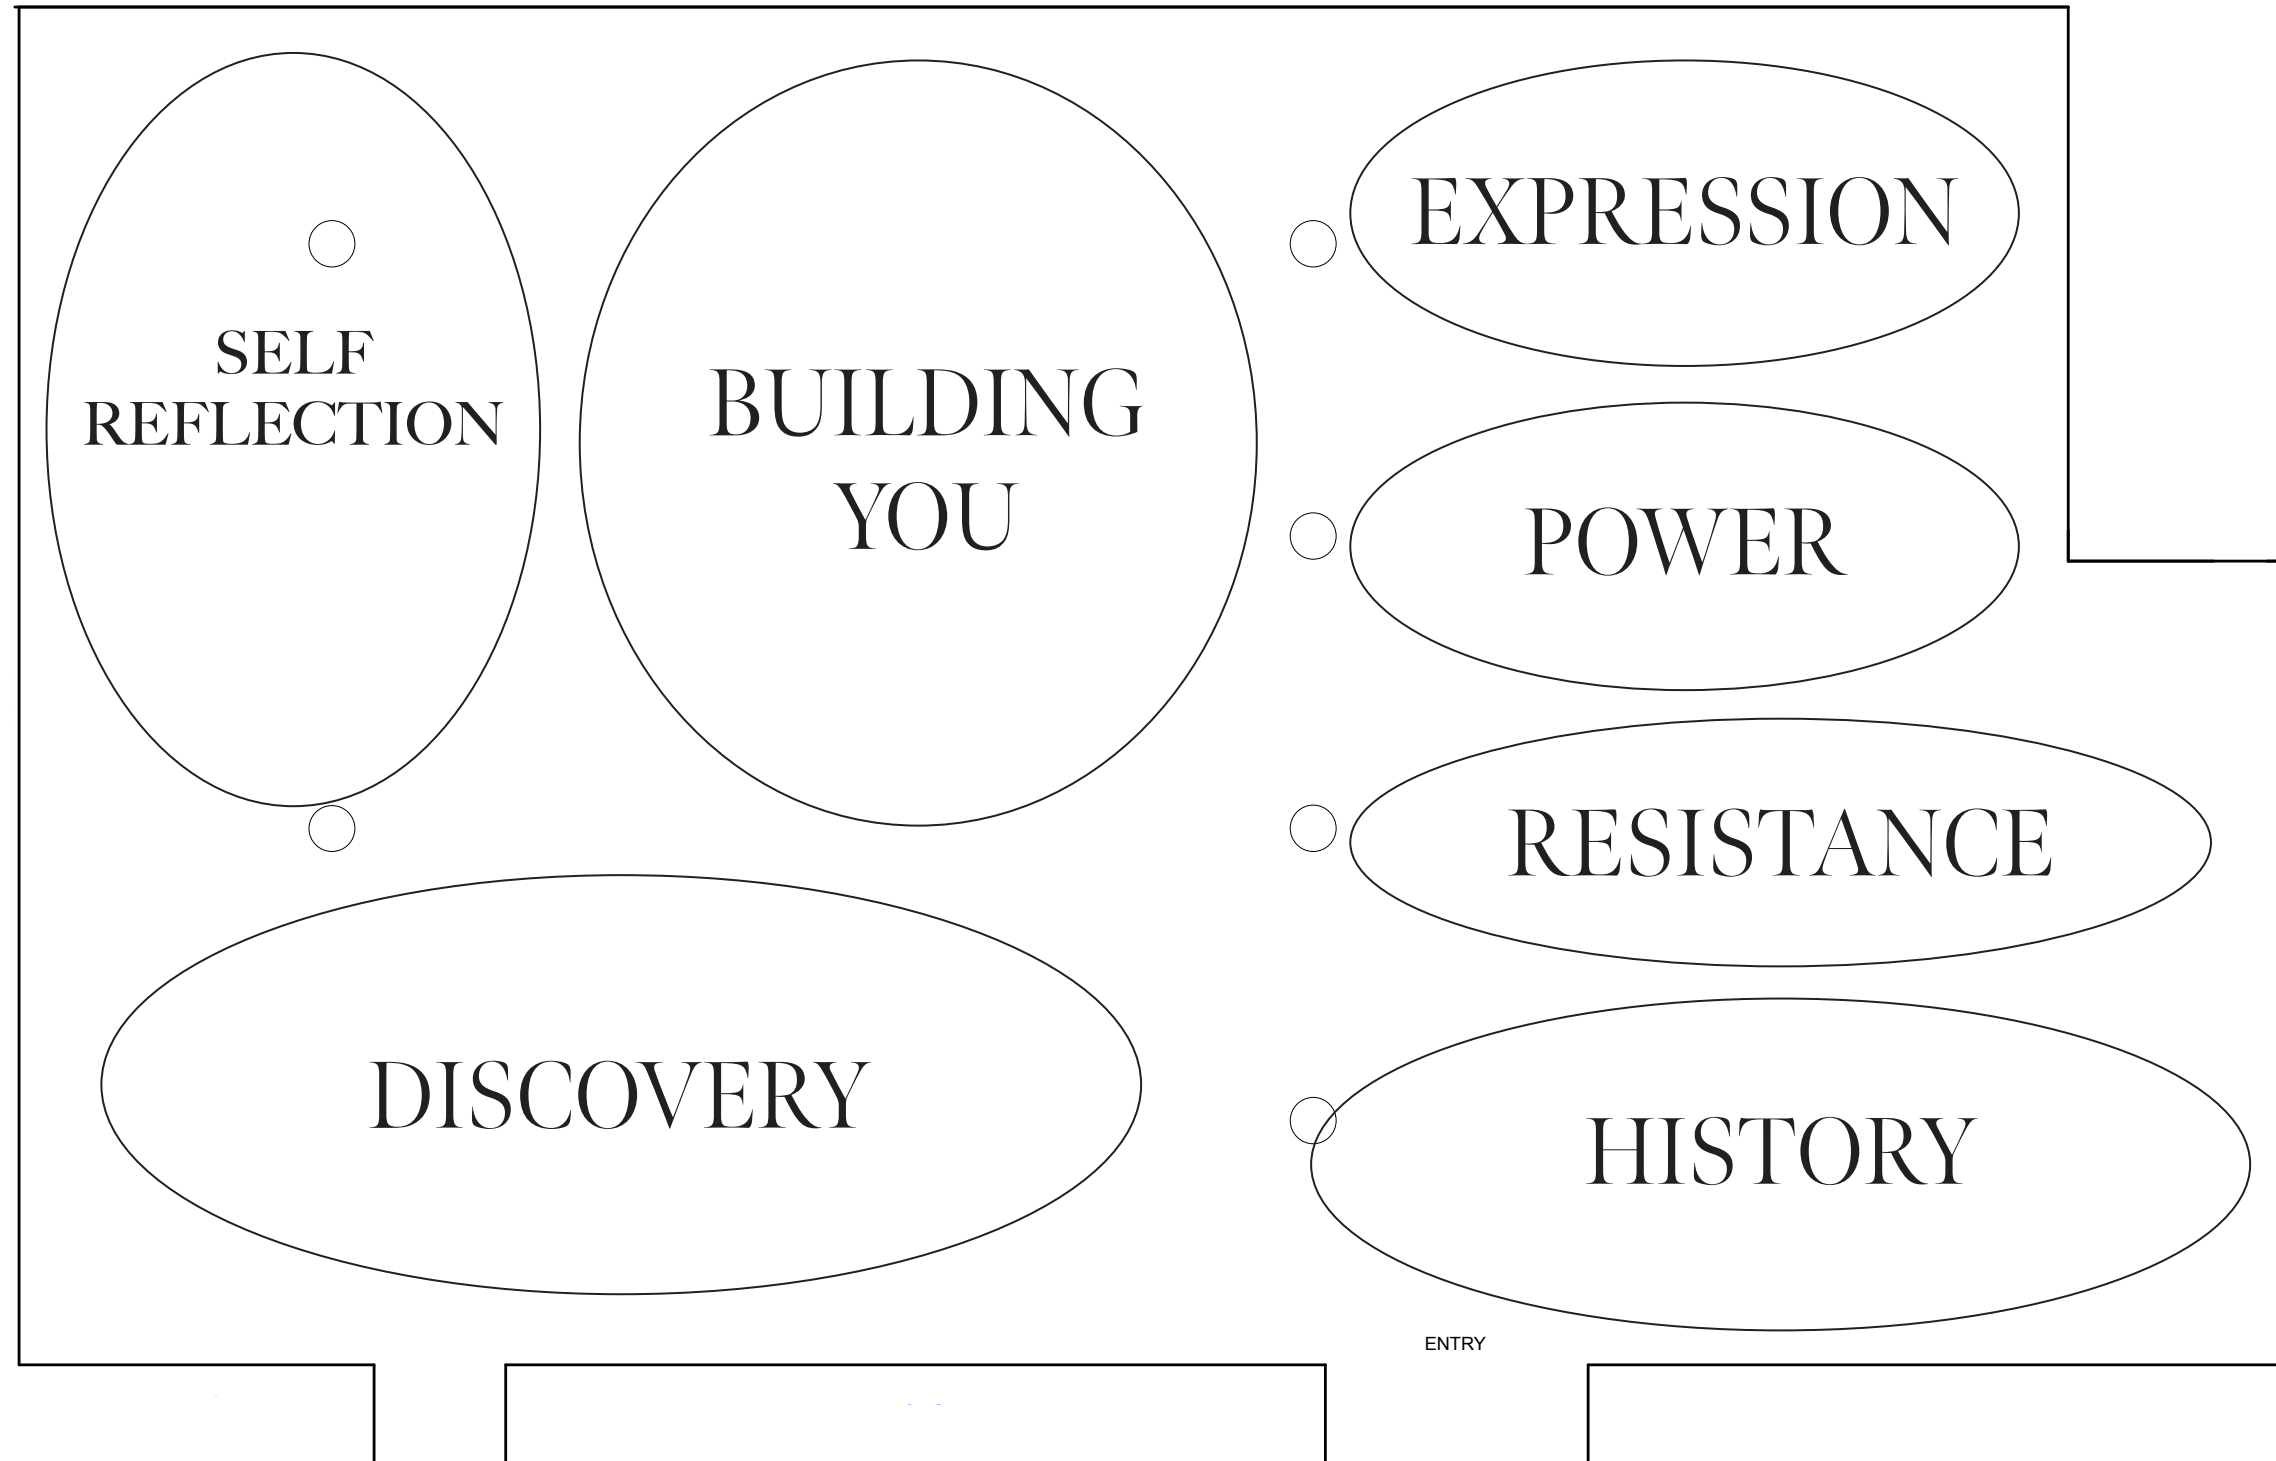 SELF
REFLECTION
BUILDING
YOU
EXPRESSION
POWER
RESISTANCE
DISCOVERY
HISTORY
ENTRY